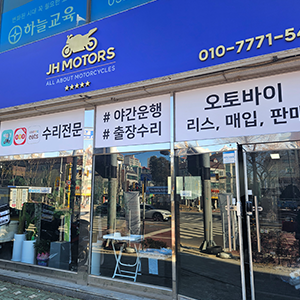 하늘교육
JH MOTORS
ALL ABOUT MOTORCYCLES
010-7771-54
eats
수리전문
# 야간운행
# 출장수리
오토바이
리스, 매입, 판매